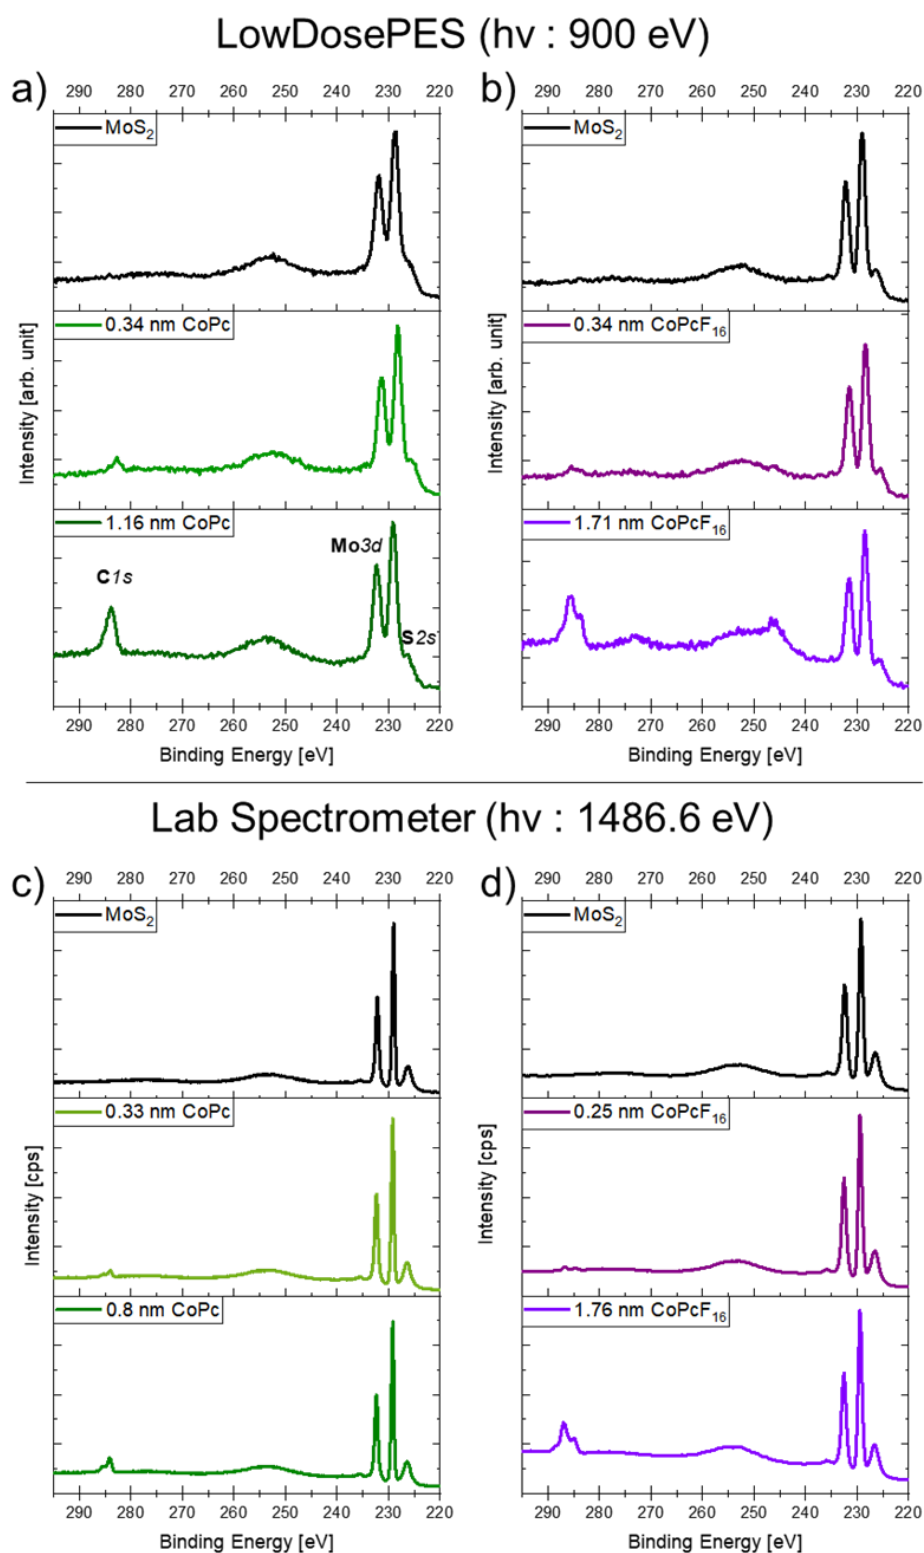 LowDosePES (hv : 900 eV)
a)
290 280 270 260 250 240 230 220
MoS₂
0.34 nm CoPc
1.16 nm CoPc
C1s
Mo3d
S2s
Intensity [arb. unit]
290 280 270 260 250 240 230 220
Binding Energy [eV]
b)
290 280 270 260 250 240 230 220
MoS₂
0.34 nm CoPcF₁₆
1.71 nm CoPcF₁₆
Intensity [arb. unit]
290 280 270 260 250 240 230 220
Binding Energy [eV]
Lab Spectrometer (hv : 1486.6 eV)
c)
290 280 270 260 250 240 230 220
MoS₂
0.33 nm CoPc
0.8 nm CoPc
Intensity [cps]
290 280 270 260 250 240 230 220
Binding Energy [eV]
d)
290 280 270 260 250 240 230 220
MoS₂
0.25 nm CoPcF₁₆
1.76 nm CoPcF₁₆
Intensity [cps]
290 280 270 260 250 240 230 220
Binding Energy [eV]